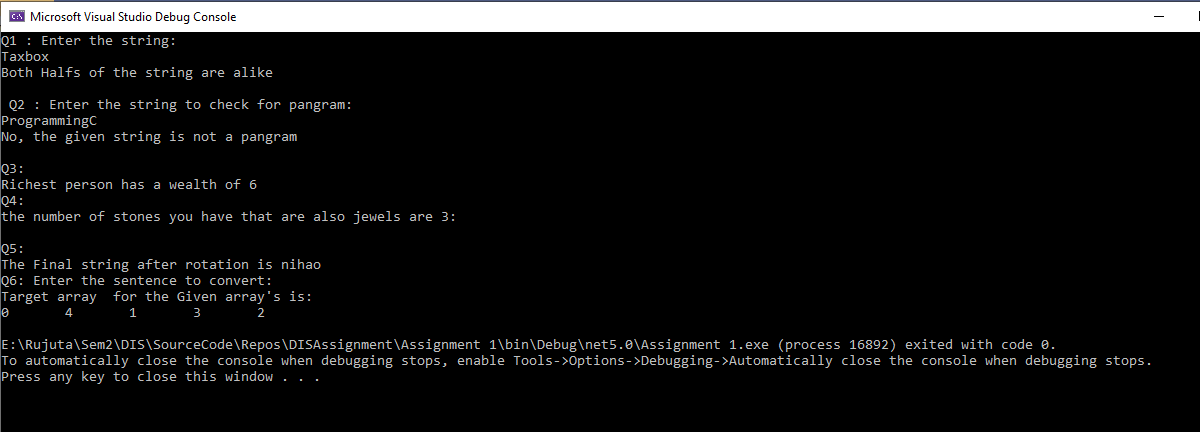 Microsoft Visual Studio Debug Console
Q1 : Enter the string:
Taxbox
Both Halfs of the string are alike
Q2 : Enter the string to check for pangram:
ProgrammingC
No, the given string is not a pangram
Q3:
Richest person has a wealth of 6
Q4:
the number of stones you have that are also jewels are 3:
Q5:
The Final string after rotation is nihao
Q6: Enter the sentence to convert:
Target array  for the Given array's is:
0       4       1       3       2
E:\Rujuta\Sem2\DIS\SourceCode\Repos\DISAssignment\Assignment 1\bin\Debug\net5.0\Assignment 1.exe (process 16892) exited with code 0.
To automatically close the console when debugging stops, enable Tools->Options->Debugging->Automatically close the console when debugging stops.
Press any key to close this window . . .